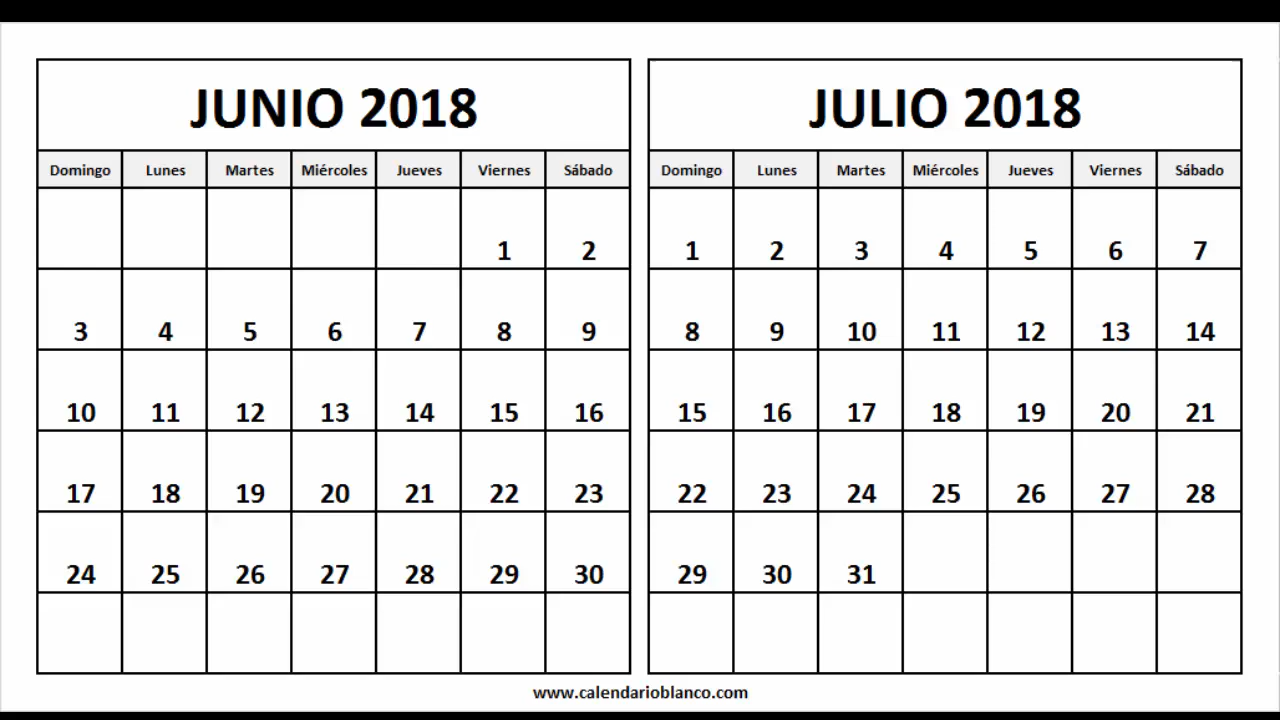 JUNIO 2018
Domingo Lunes Martes Miércoles Jueves Viernes Sábado
1 2
3 4 5 6 7 8 9
10 11 12 13 14 15 16
17 18 19 20 21 22 23
24 25 26 27 28 29 30
JULIO 2018
Domingo Lunes Martes Miércoles Jueves Viernes Sábado
1 2 3 4 5 6 7
8 9 10 11 12 13 14
15 16 17 18 19 20 21
22 23 24 25 26 27 28
29 30 31
www.calendarioblanco.com